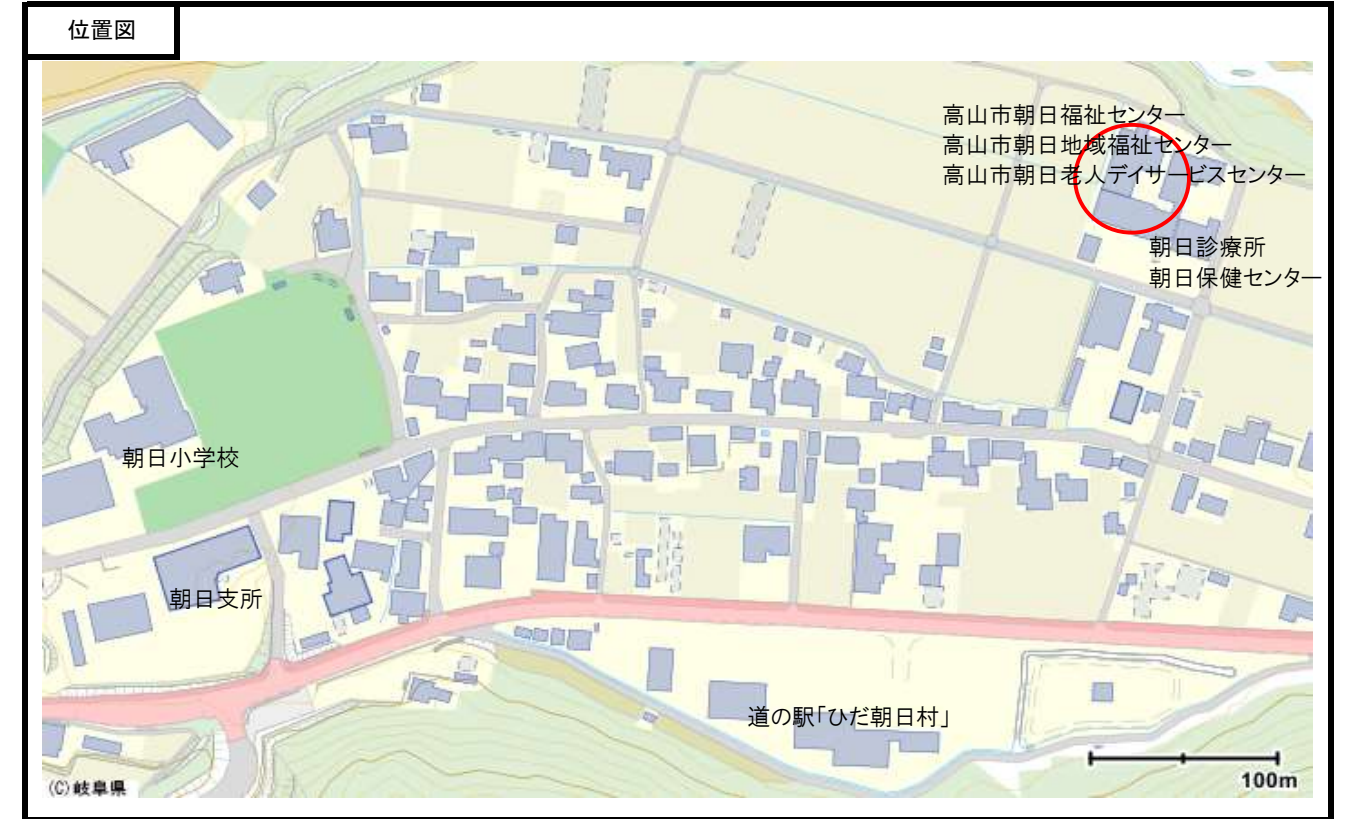 位置図
高山市朝日福祉センター
高山市朝日地域福祉センター
高山市朝日老人デイサービスセンター
朝日診療所
朝日保健センター
朝日小学校
朝日支所
道の駅「ひだ朝日村」
(C)岐阜県
100m